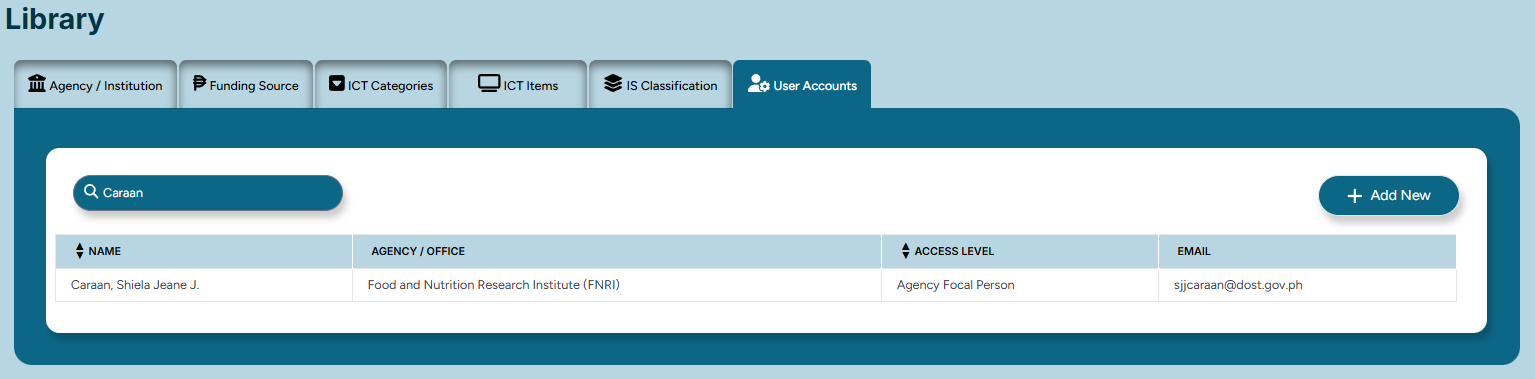 Library
Agency / Institution Funding Source ICT Categories ICT Items IS Classification User Accounts
Caraan Add New
NAME AGENCY / OFFICE ACCESS LEVEL EMAIL
Caraan, Shiela Jeane J. Food and Nutrition Research Institute (FNRI) Agency Focal Person sjjcaraan@dost.gov.ph